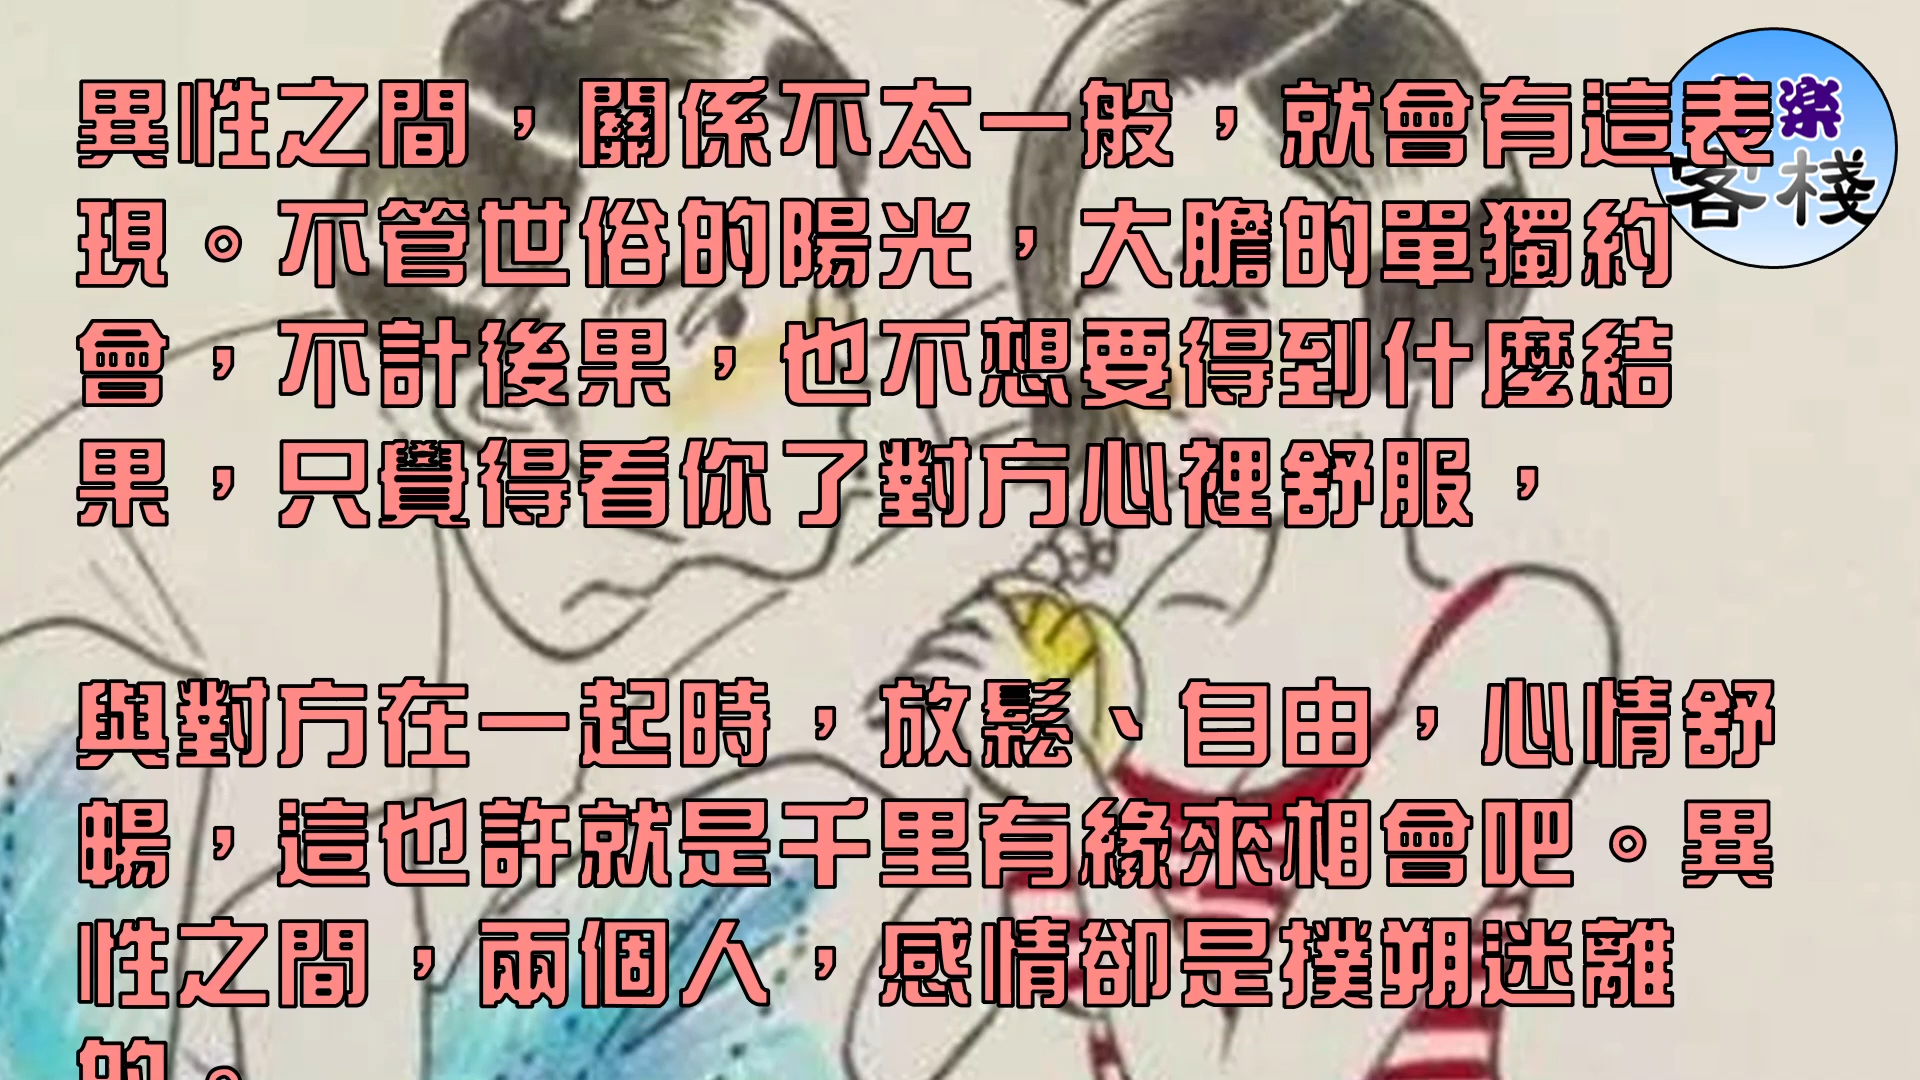 異性之間，關係不太一般，就會有這表
現。不管世俗的陽光，大膽的單獨約
會，不計後果，也不想要得到什麼結
果，只覺得看你了對方心裡舒服，
與對方在一起時，放鬆、自由，心情舒
暢，這也許就是千里有緣來相會吧。異
性之間，兩個人，感情卻是撲朔迷離
的。
楽
客栈